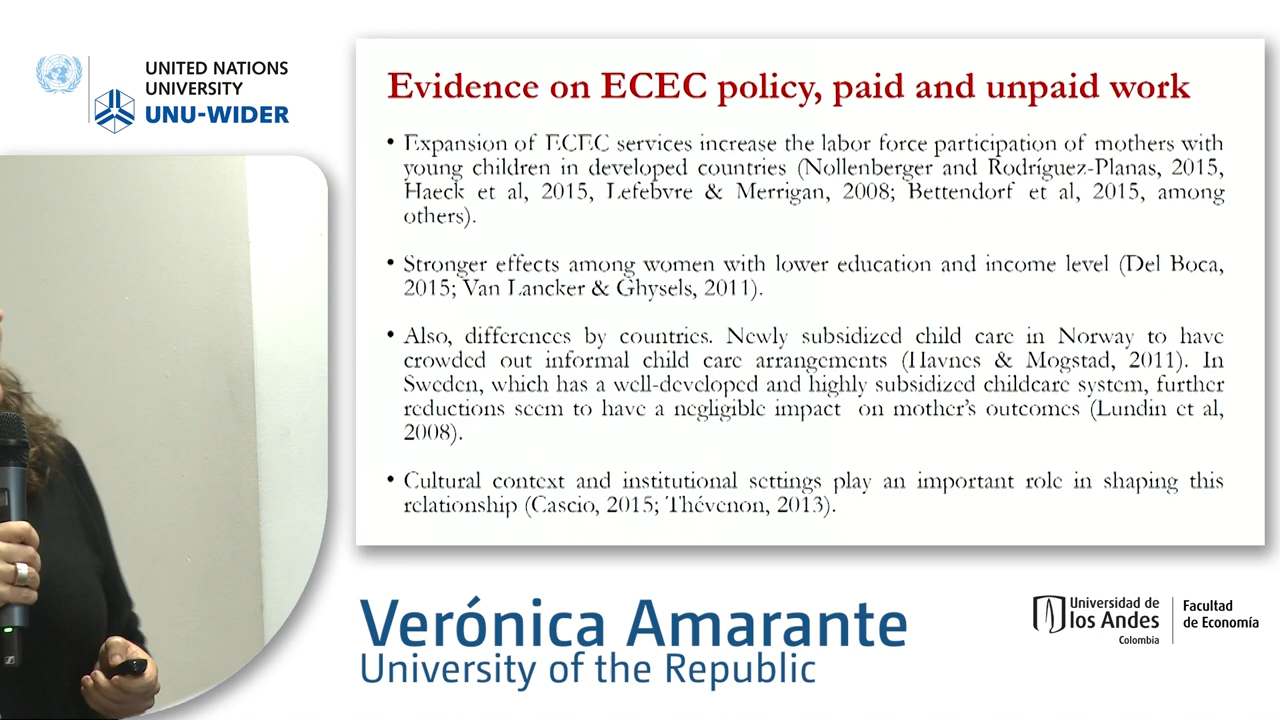 UNITED NATIONS
UNIVERSITY
UNU-WIDER
Evidence on ECEC policy, paid and unpaid work
• Expansion of ECEC services increase the labor force participation of mothers with
young children in developed countries (Nollenberger and Rodríguez-Planas, 2015,
Haeck et al, 2015, Lefebvre & Merrigan, 2008; Bettendorf et al, 2015, among
others).
• Stronger effects among women with lower education and income level (Del Boca,
2015; Van Lancker & Ghysels, 2011).
• Also, differences by countries. Newly subsidized child care in Norway to have
crowded out informal child care arrangements (Havnes & Mogstad, 2011). In
Sweden, which has a well-developed and highly subsidized childcare system, further
reductions seem to have a negligible impact on mother's outcomes (Lundin et al,
2008).
• Cultural context and institutional settings play an important role in shaping this
relationship (Cascio, 2015; Thévenon, 2013).
Verónica Amarante
University of the Republic
Universidad de
los Andes
Colombia
Facultad
de Economía